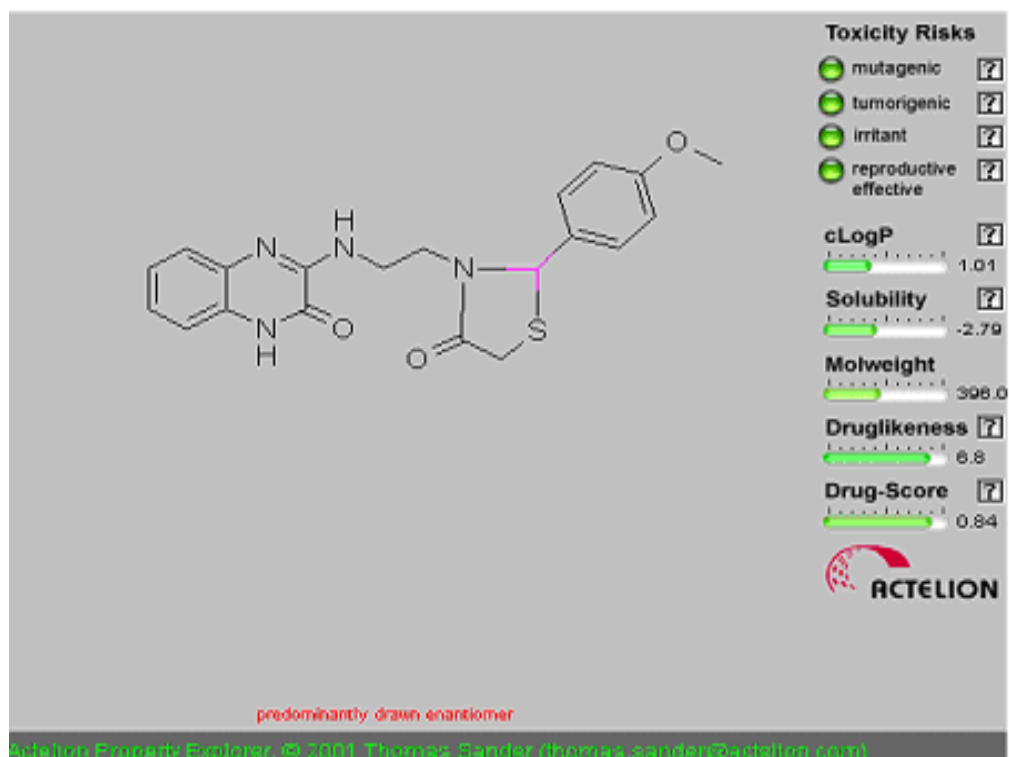 Toxicity Risks
mutagenic ?
tumorigenic ?
irritant ?
reproductive effective ?
cLogP ?
1.01
Solubility ?
-2.79
Molweight
396.0
Druglikeness ?
6.8
Drug-Score ?
0.84
ACTELION
O
H
N
N
N
N
H
O
O
S
predominantly drawn enantiomer
Actelion Property Explorer, © 2001 Thomas Sander (thomas.sander@actelion.com)